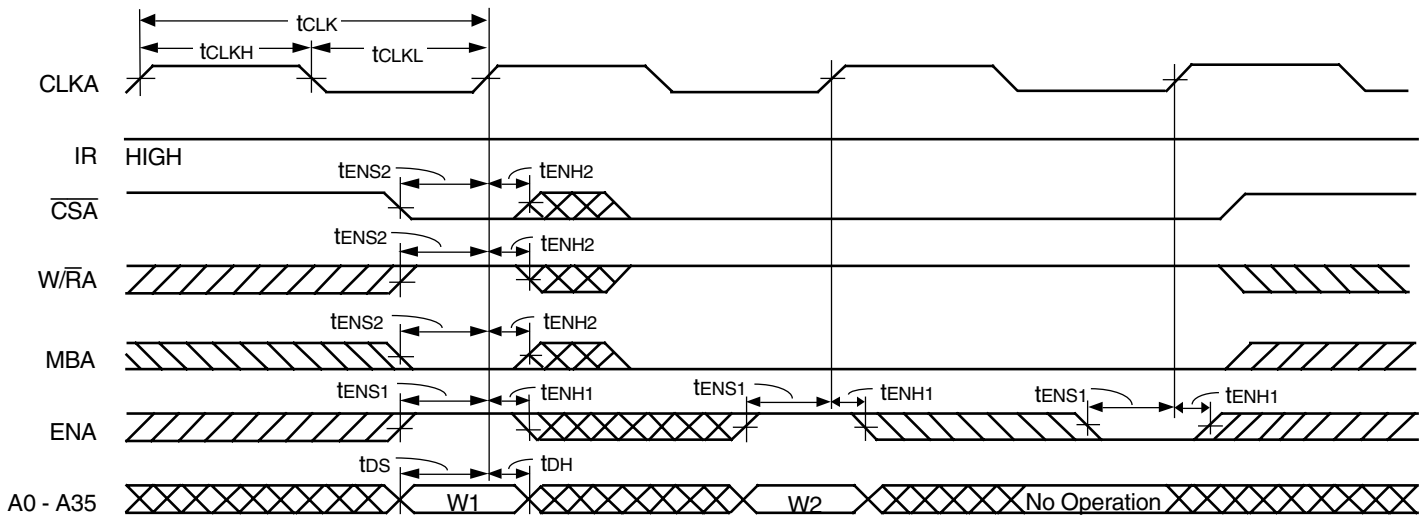 tCLK
tCLKH tCLKL
CLKA
IR HIGH
tENS2 tENH2
CSA
tENS2 tENH2
W/RA
tENS2 tENH2
MBA
tENS1 tENH1 tENS1 tENH1 tENS1 tENH1
ENA
tDS tDH
A0 - A35 W1 W2 No Operation